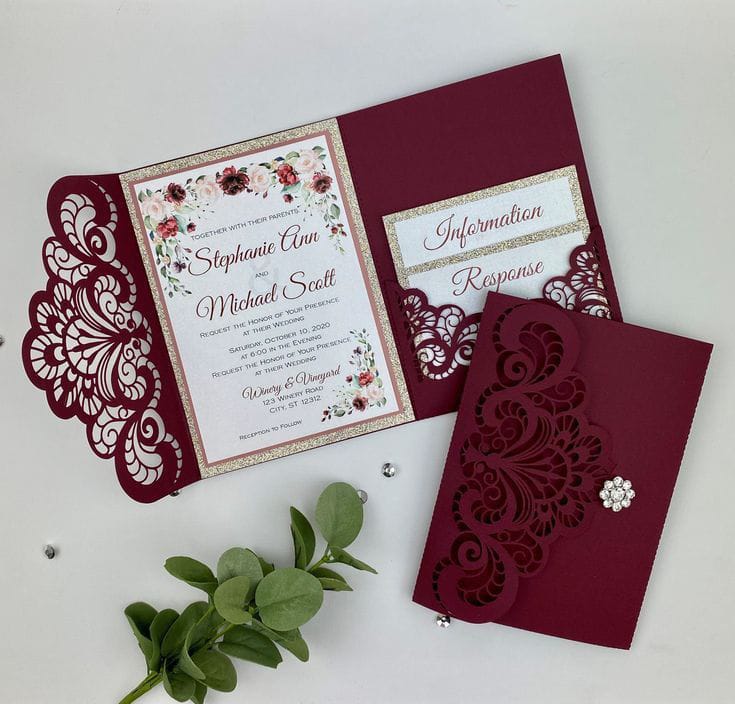 TOGETHER WITH THEIR PARENTS
Stephanie Ann
AND
Michael Scott
REQUEST THE HONOR OF YOUR PRESENCE
AT THEIR WEDDING
SATURDAY, OCTOBER 10, 2020
AT 6:00 IN THE EVENING
REQUEST THE HONOR OF YOUR PRESENCE
AT THEIR WEDDING
Winery & Vineyard
123 WINERY ROAD
CITY, ST 12312
RECEPTION TO FOLLOW
Information
Response